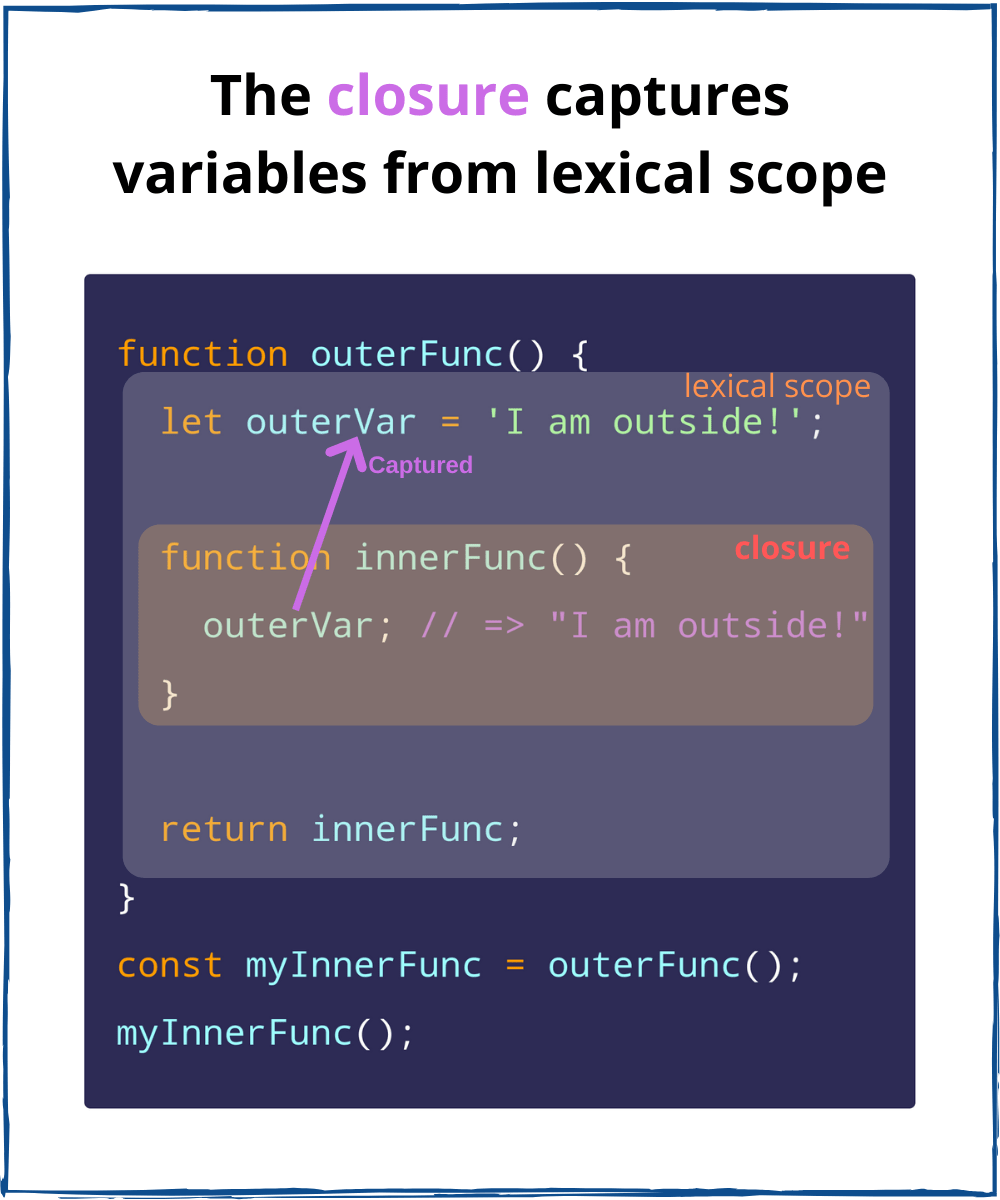 The closure captures
variables from lexical scope
function outerFunc() {
lexical scope
let outerVar = 'I am outside!';
Captured
closure
function innerFunc() {
outerVar; // => "I am outside!"
}
return innerFunc;
}
const myInnerFunc = outerFunc();
myInnerFunc();